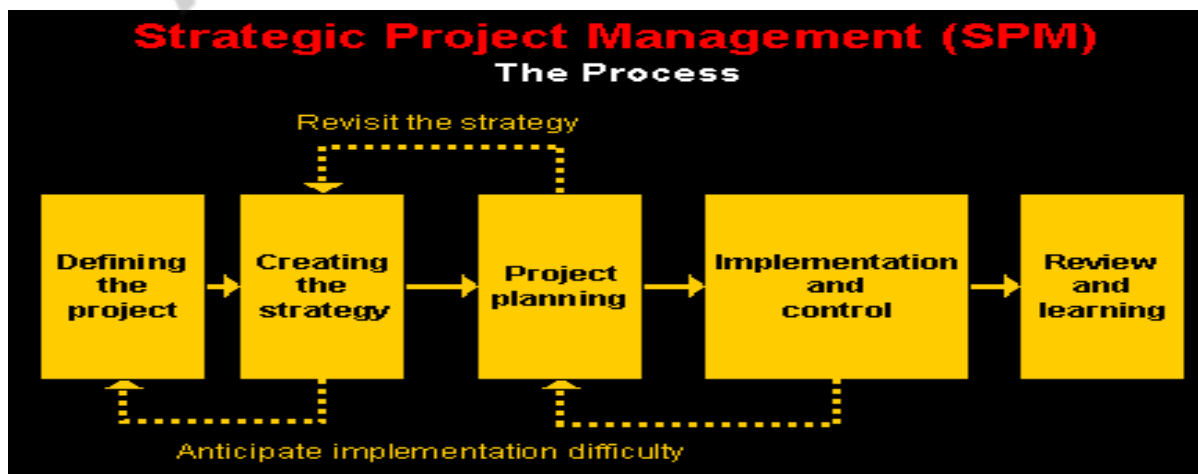 Strategic Project Management (SPM)
The Process
Revisit the strategy
Defining
the
project
Creating
the
strategy
Project
planning
Implementation
and
control
Review
and
learning
Anticipate implementation difficulty